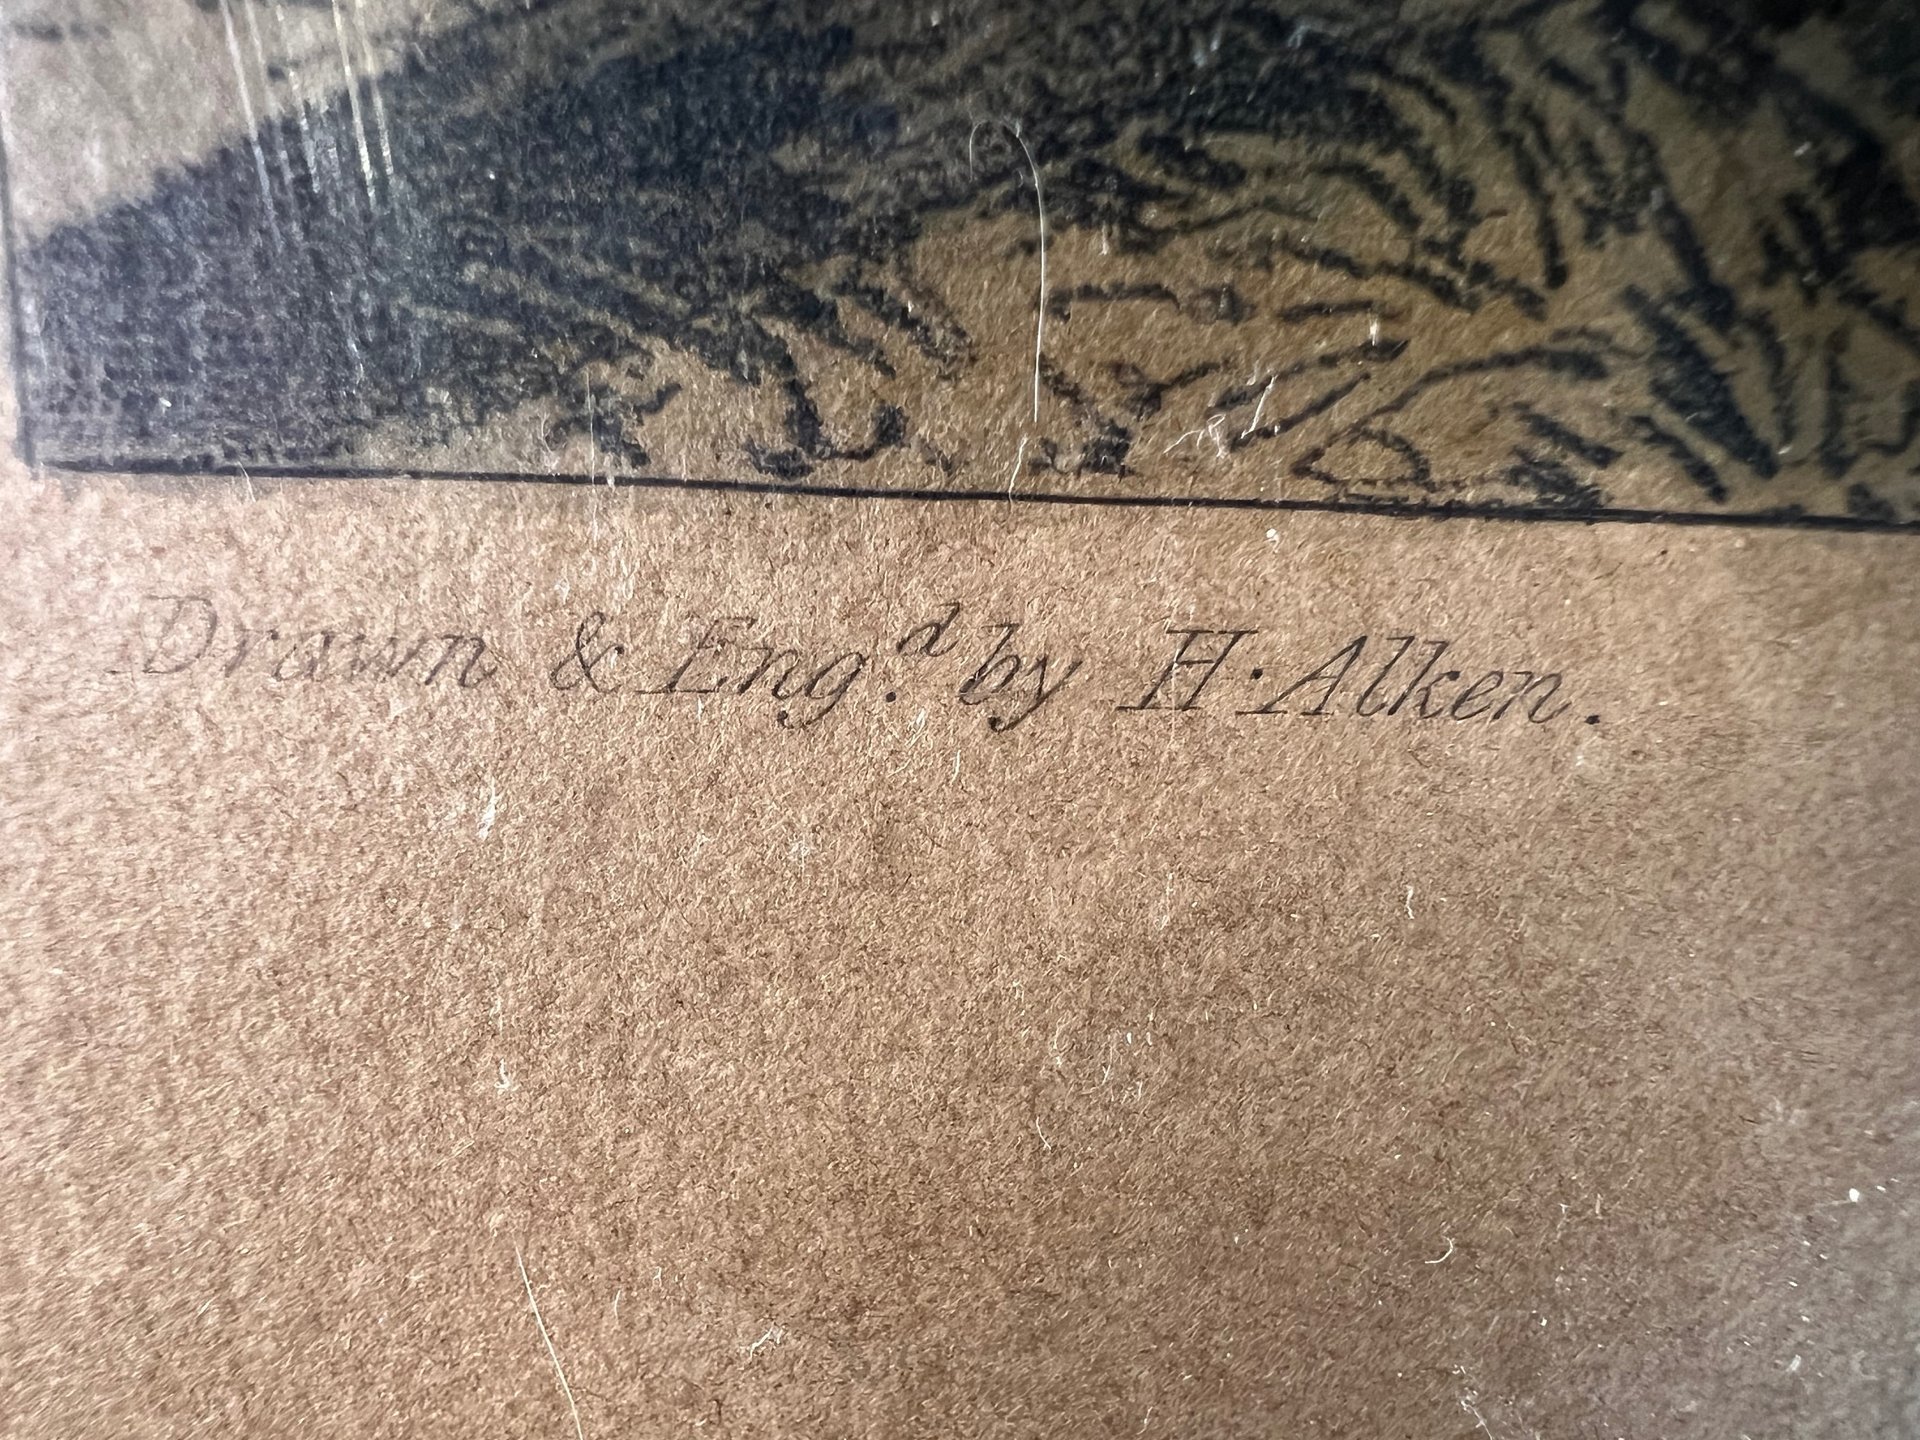 Drawn & Eng.ᵈ by H. Alken.